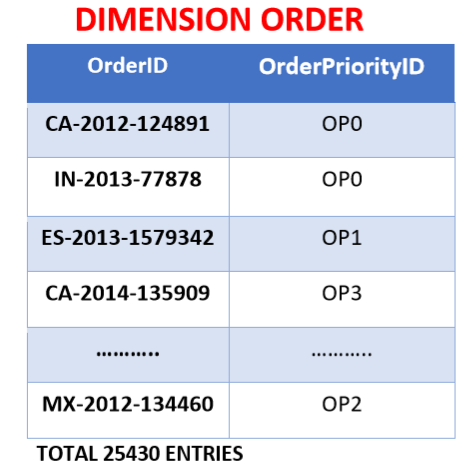 DIMENSION ORDER
OrderID OrderPriorityID
CA-2012-124891 OP0
IN-2013-77878 OP0
ES-2013-1579342 OP1
CA-2014-135909 OP3
……….. ………..
MX-2012-134460 OP2
TOTAL 25430 ENTRIES